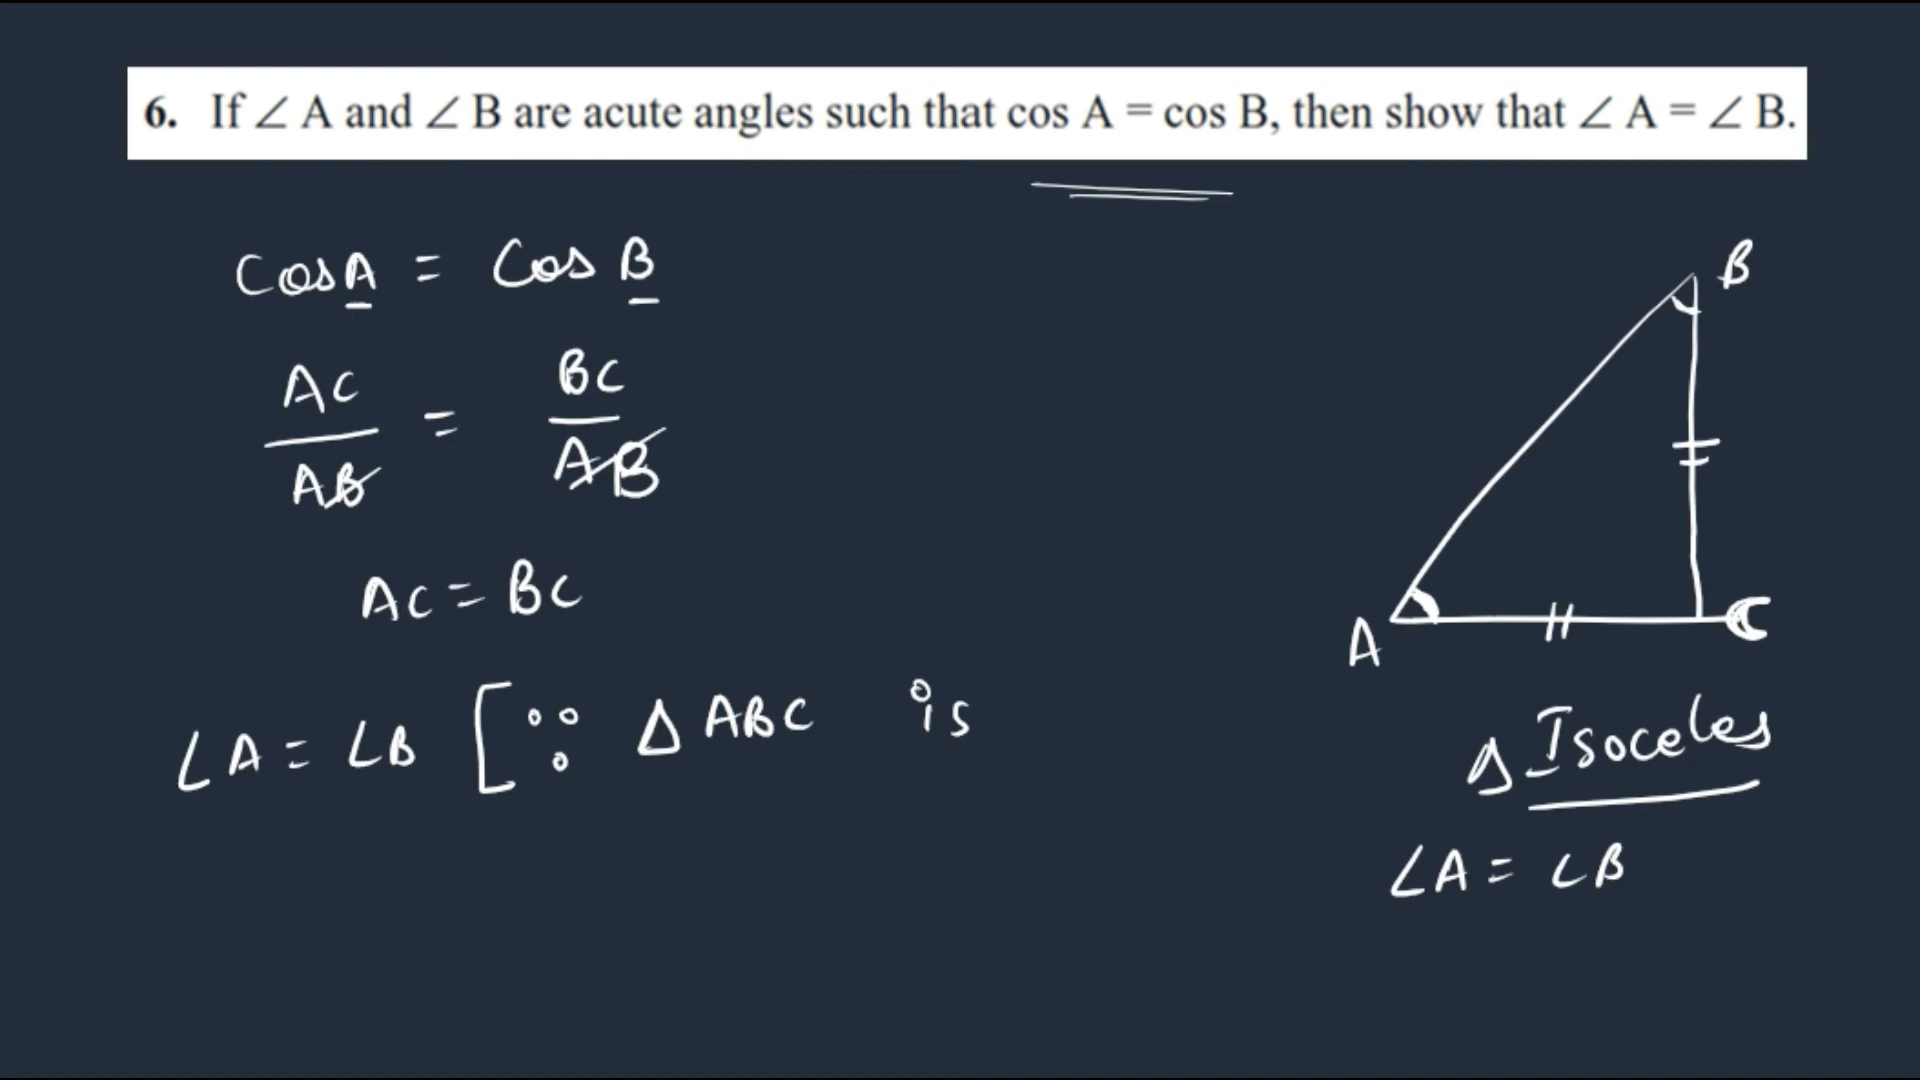 6. If ∠ A and ∠ B are acute angles such that cos A = cos B, then show that ∠ A = ∠ B.
Cos A = Cos B
AC/AB = BC/AB
AC = BC
∠A = ∠B [∵ Δ ABC is
B
A
C
Δ Isoceles
∠A = ∠B